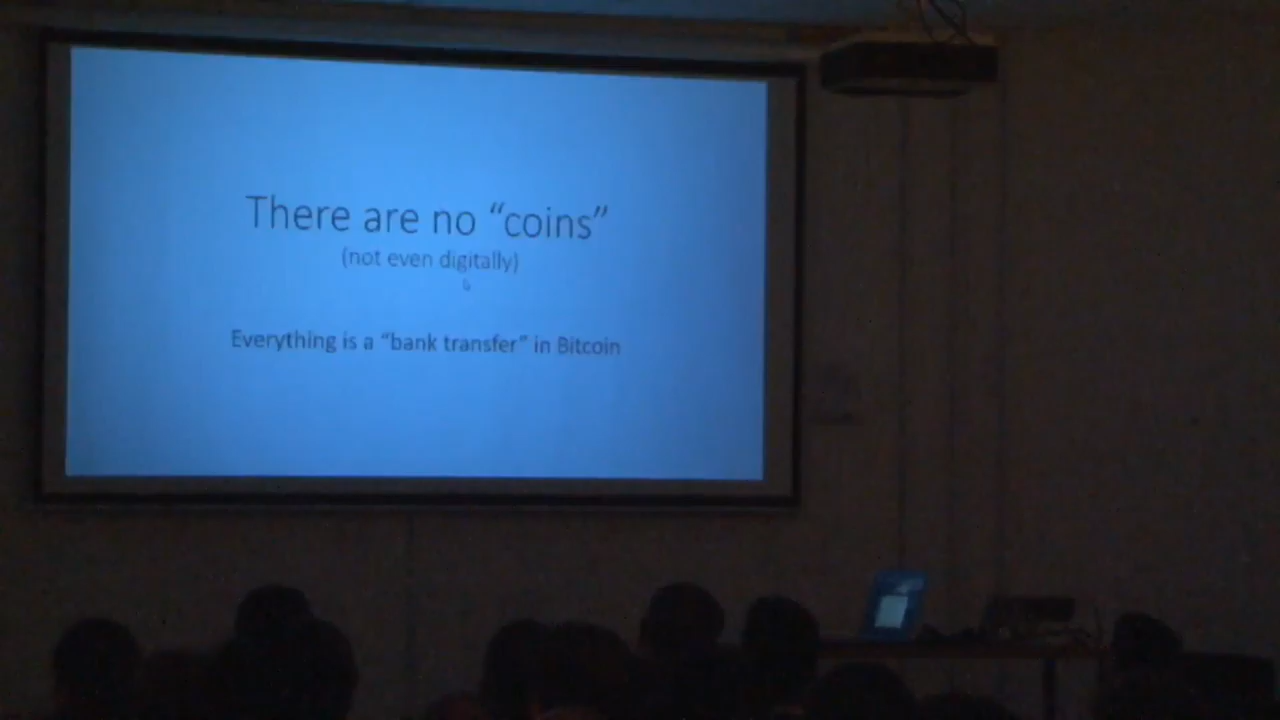 There are no “coins”
(not even digitally)
Everything is a “bank transfer” in Bitcoin